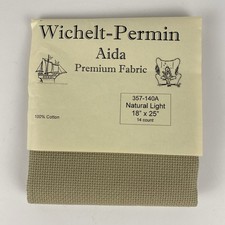 Wichelt-Permin
Aida
Premium Fabric
357-140A
Natural Light
18" x 25"
14 count
100% Cotton